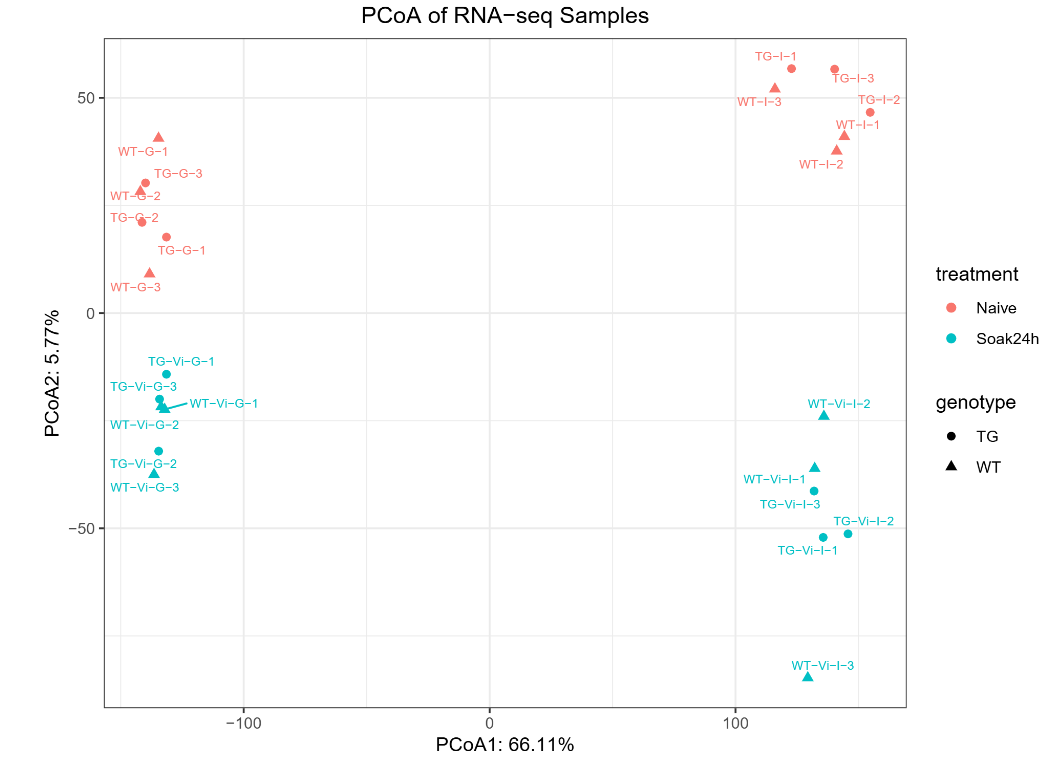 PCoA of RNA−seq Samples
TG−I−1
TG−I−3
WT−I−3
TG−I−2
WT−I−1
WT−I−2
WT−G−1
TG−G−3
WT−G−2
TG−G−2
TG−G−1
WT−G−3
TG−Vi−G−1
TG−Vi−G−3
WT−Vi−G−1
WT−Vi−G−2
TG−Vi−G−2
WT−Vi−G−3
WT−Vi−I−2
WT−Vi−I−1
TG−Vi−I−3
TG−Vi−I−2
TG−Vi−I−1
WT−Vi−I−3
50
0
−50
PCoA2: 5.77%
−100
0
100
PCoA1: 66.11%
treatment
Naive
Soak24h
genotype
TG
WT